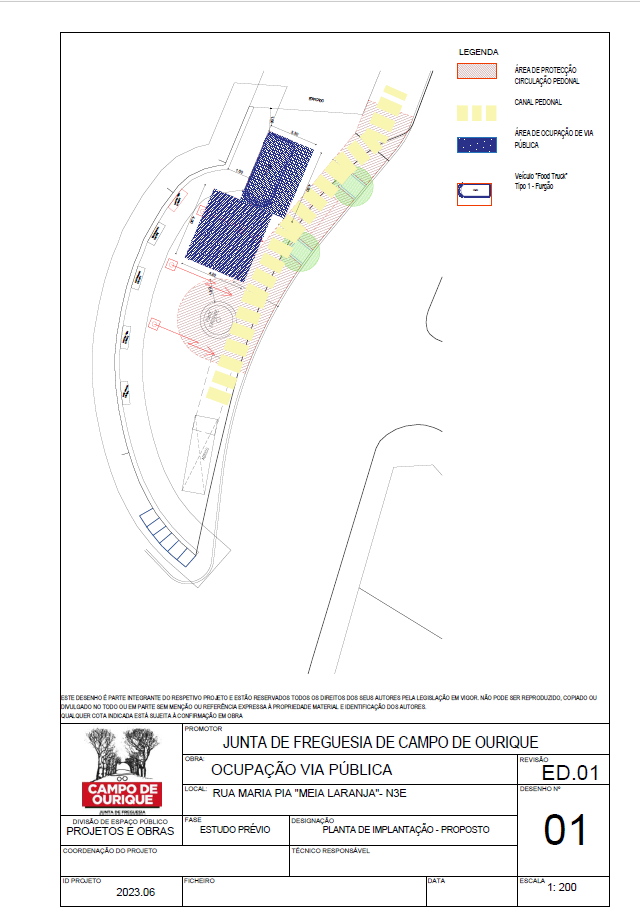 LEGENDA
ÁREA DE PROTECÇÃO
CIRCULAÇÃO PEDONAL
CANAL PEDONAL
ÁREA DE OCUPAÇÃO DE VIA
PÚBLICA
Veículo "Food Truck"
Tipo 1 - Furgão
ESTE DESENHO É PARTE INTEGRANTE DO RESPETIVO PROJETO E ESTÃO RESERVADOS TODOS OS DIREITOS DOS SEUS AUTORES PELA LEGISLAÇÃO EM VIGOR. NÃO PODE SER REPRODUZIDO, COPIADO OU
DIVULGADO NO TODO OU EM PARTE SEM MENÇÃO OU REFERÊNCIA EXPRESSA À PROPRIEDADE MATERIAL E IDENTIFICAÇÃO DOS AUTORES.
QUALQUER COTA INDICADA ESTÁ SUJEITA À CONFIRMAÇÃO EM OBRA
CAMPO DE
OURIQUE
JUNTA DE FREGUESIA
DIVISÃO DE ESPAÇO PÚBLICO
PROJETOS E OBRAS
PROMOTOR
JUNTA DE FREGUESIA DE CAMPO DE OURIQUE
OBRA:
OCUPAÇÃO VIA PÚBLICA
REVISÃO
ED.01
LOCAL:
RUA MARIA PIA "MEIA LARANJA"- N3E
DESENHO Nº
01
FASE
ESTUDO PRÉVIO
DESIGNAÇÃO
PLANTA DE IMPLANTAÇÃO - PROPOSTO
COORDENAÇÃO DO PROJETO
TÉCNICO RESPONSÁVEL
ID PROJETO
2023.06
FICHEIRO
DATA
ESCALA
1: 200